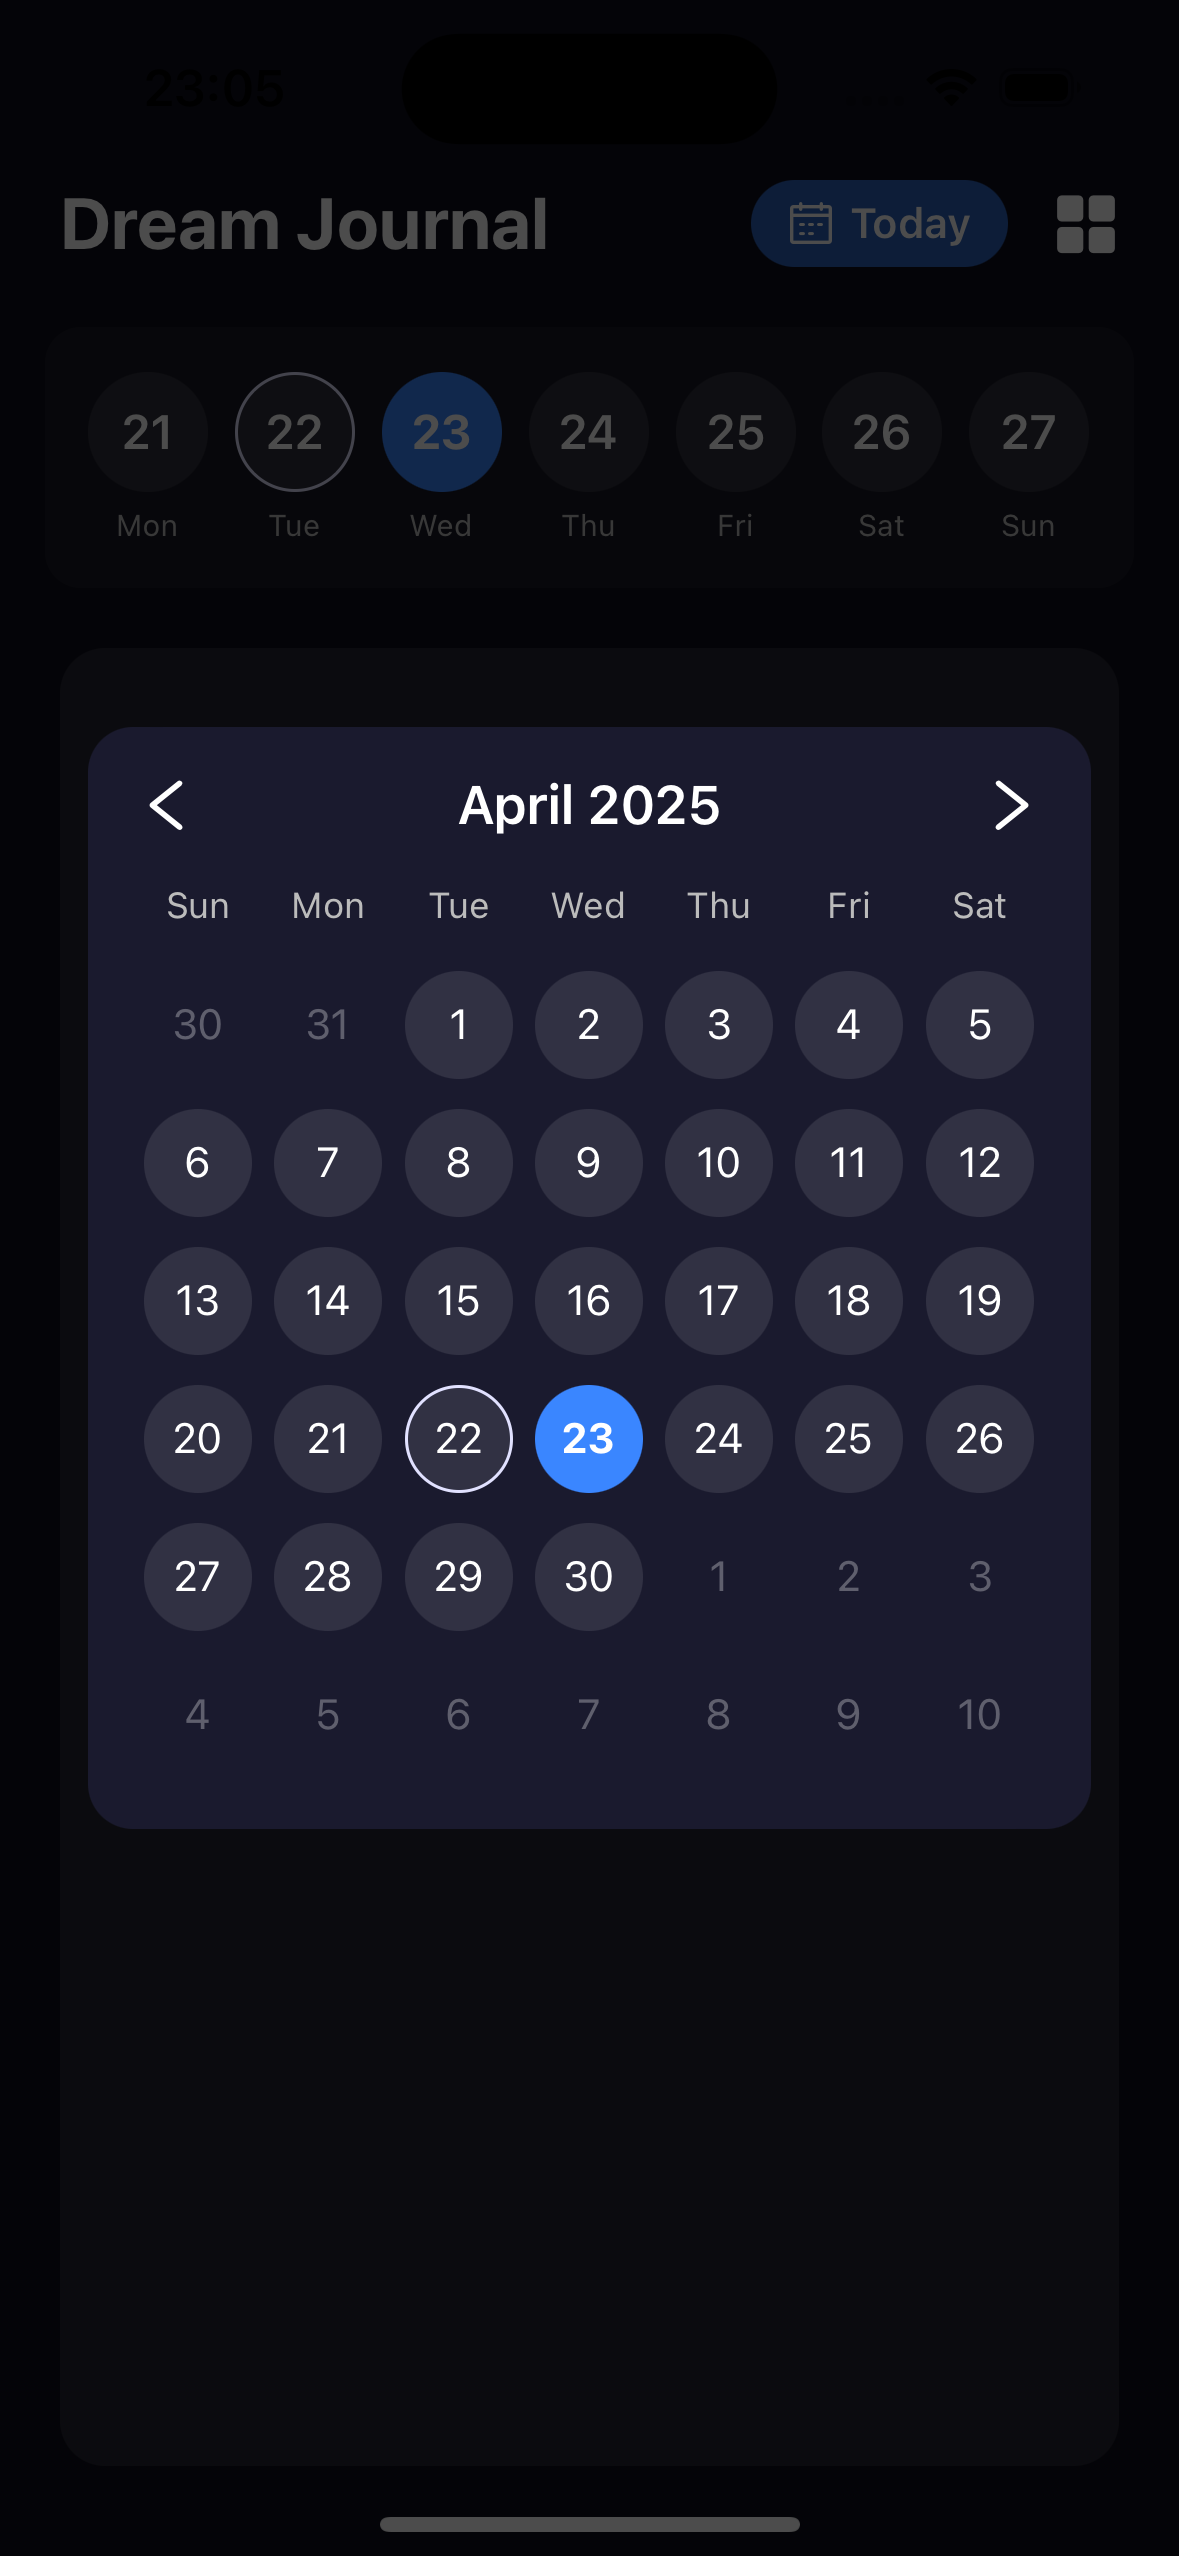 23:05
Dream Journal
Today
21 22 23 24 25 26 27
Mon Tue Wed Thu Fri Sat Sun
April 2025
Sun Mon Tue Wed Thu Fri Sat
30 31 1 2 3 4 5
6 7 8 9 10 11 12
13 14 15 16 17 18 19
20 21 22 23 24 25 26
27 28 29 30 1 2 3
4 5 6 7 8 9 10